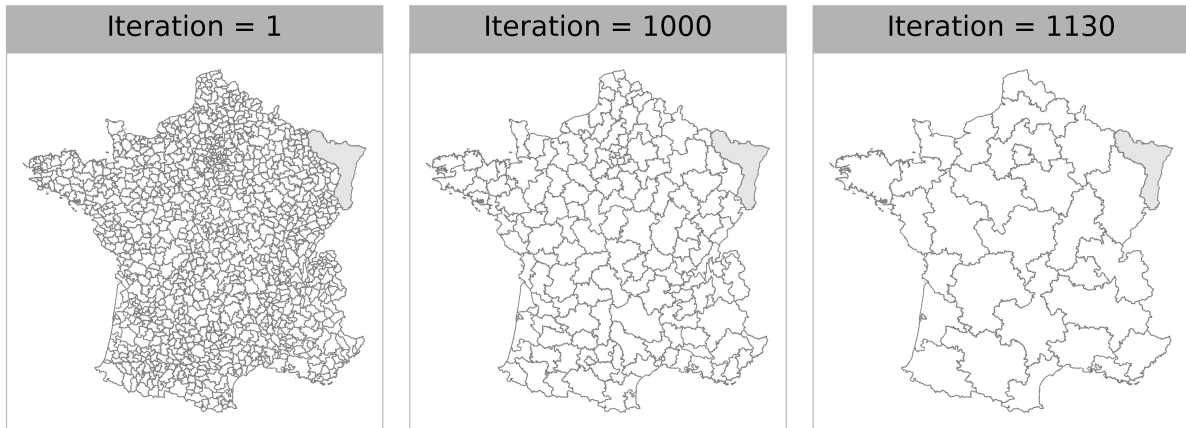 Iteration = 1
Iteration = 1000
Iteration = 1130